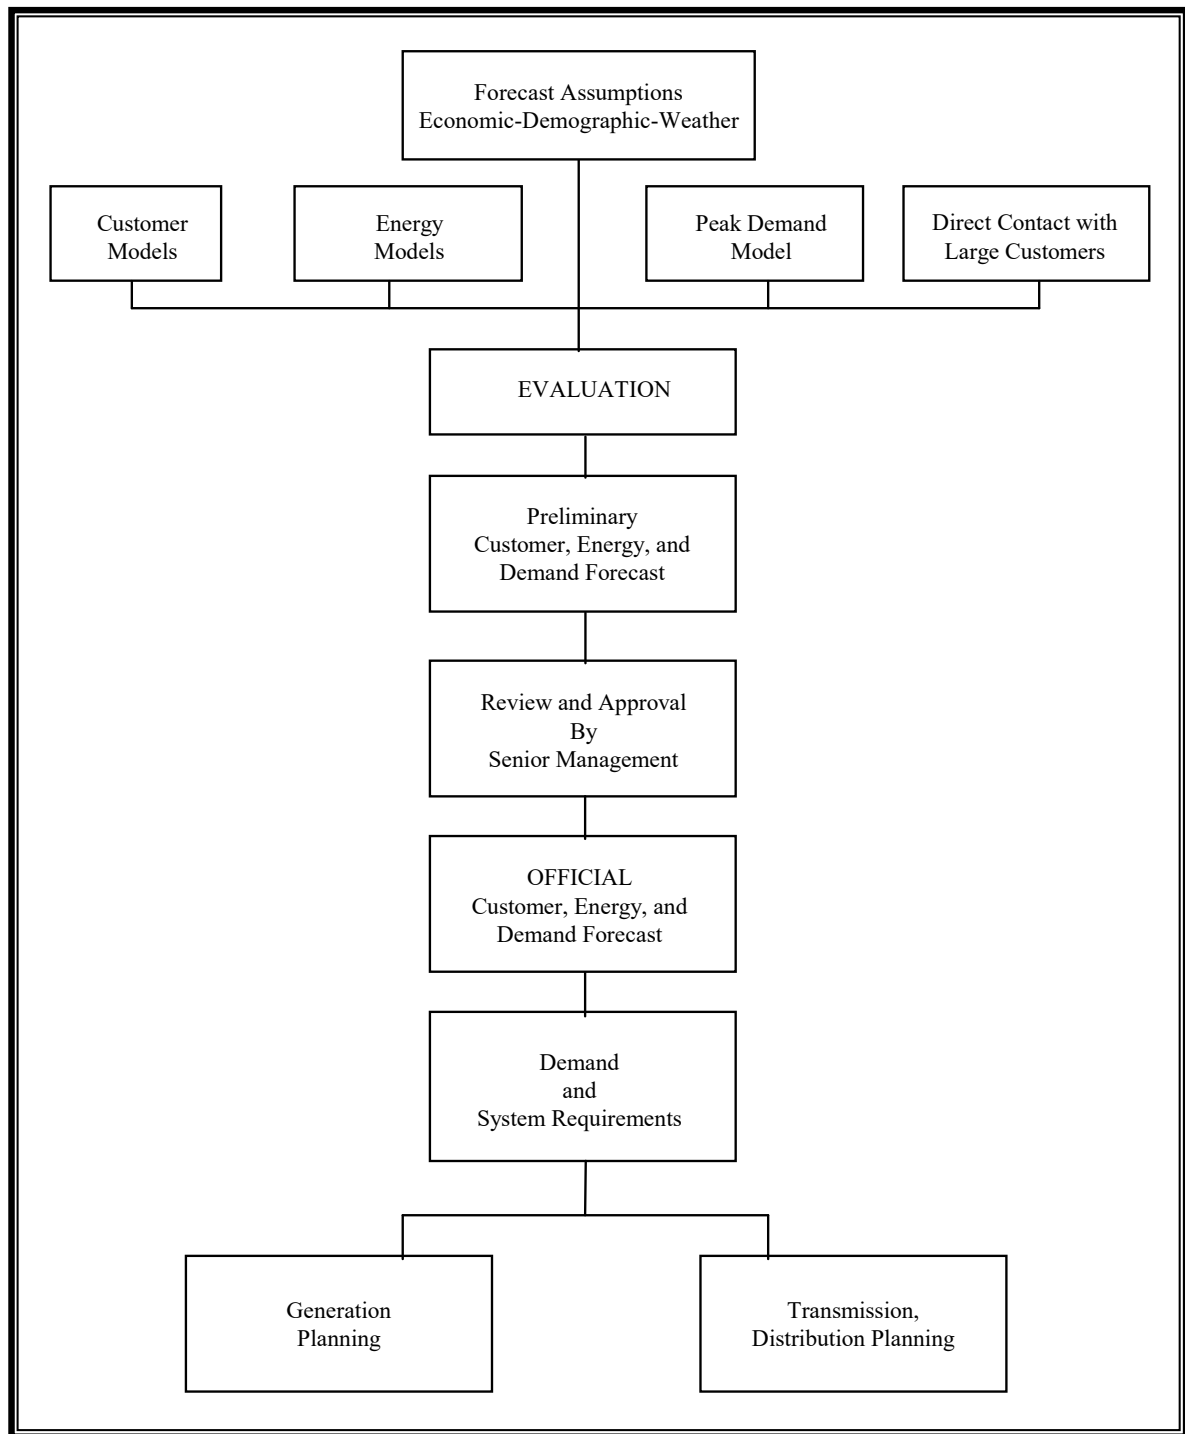 Forecast Assumptions
Economic-Demographic-Weather
Customer
Models
Energy
Models
Peak Demand
Model
Direct Contact with
Large Customers
EVALUATION
Preliminary
Customer, Energy, and
Demand Forecast
Review and Approval
By
Senior Management
OFFICIAL
Customer, Energy, and
Demand Forecast
Demand
and
System Requirements
Generation
Planning
Transmission,
Distribution Planning